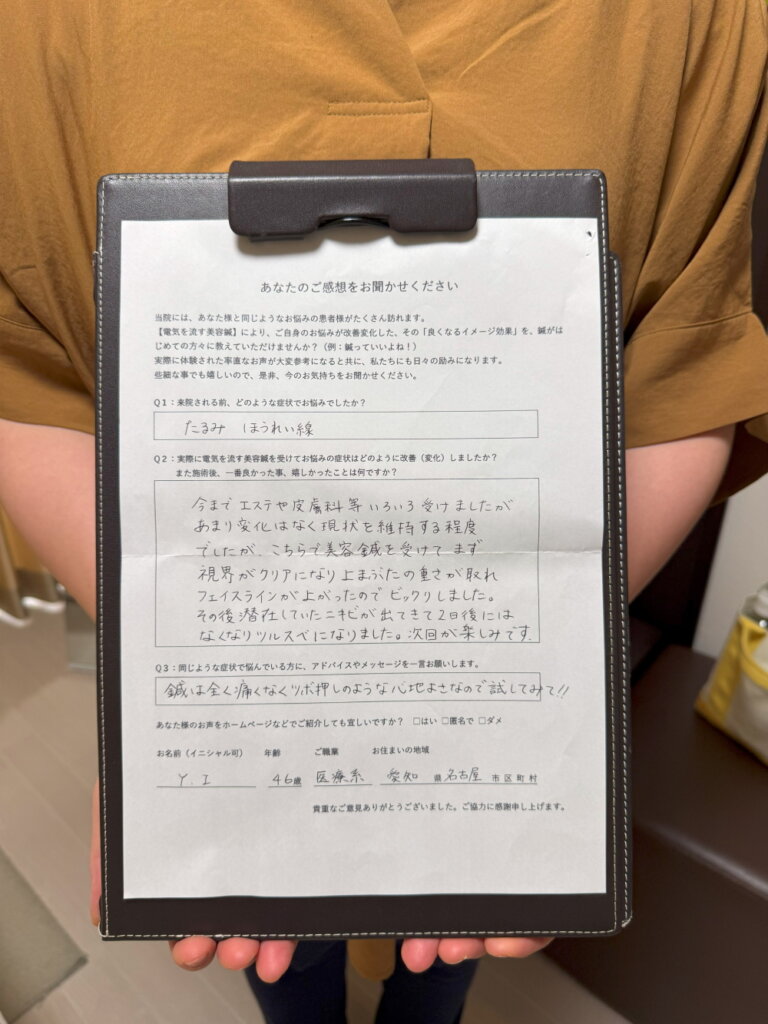 あなたのご感想をお聞かせください
当院には、あなた様と同じようなお悩みの患者様がたくさん訪れます。
【電気を流す美容鍼】により、ご自身のお悩みが改善変化した、その「良くなるイメージ効果」を、鍼がは
じめての方々に教えていただけませんか？（例：鍼っていいよね！）
実際に体験された率直なお声が大変参考になると共に、私たちにも日々の励みになります。
些細な事でも嬉しいので、是非、今のお気持ちをお聞かせください。
Q1：来院される前、どのような症状でお悩みでしたか？
たるみ ほうれい線
Q2：実際に電気を流す美容鍼を受けてお悩みの症状はどのように改善（変化）しましたか？
また施術後、一番良かった事、嬉しかったことは何ですか？
今まで エステや皮膚科等 いろいろ受けましたが
あまり変化はなく現状を維持する程度
でしたが、こちらで美容鍼を受けて まず
視界がクリアになり上まぶたの重さが取れ
フェイスラインが上がったので ビックリしました。
その後潜在していたニキビが出てきて2日後には
なくなりツルスベになりました。次回が楽しみです。
Q3：同じような症状で悩んでいる方に、アドバイスやメッセージを一言お願いします。
鍼は全く痛くなくツボ押しのような心地よさなので試してみて!!
あなた様のお声をホームページなどでご紹介しても宜しいですか？ □はい □匿名で □ダメ
お名前（イニシャル可） 年齢 ご職業 お住まいの地域
Y.I 46歳 医療系 愛知 県 名古屋 市区町村
貴重なご意見ありがとうございました。ご協力に感謝申し上げます。